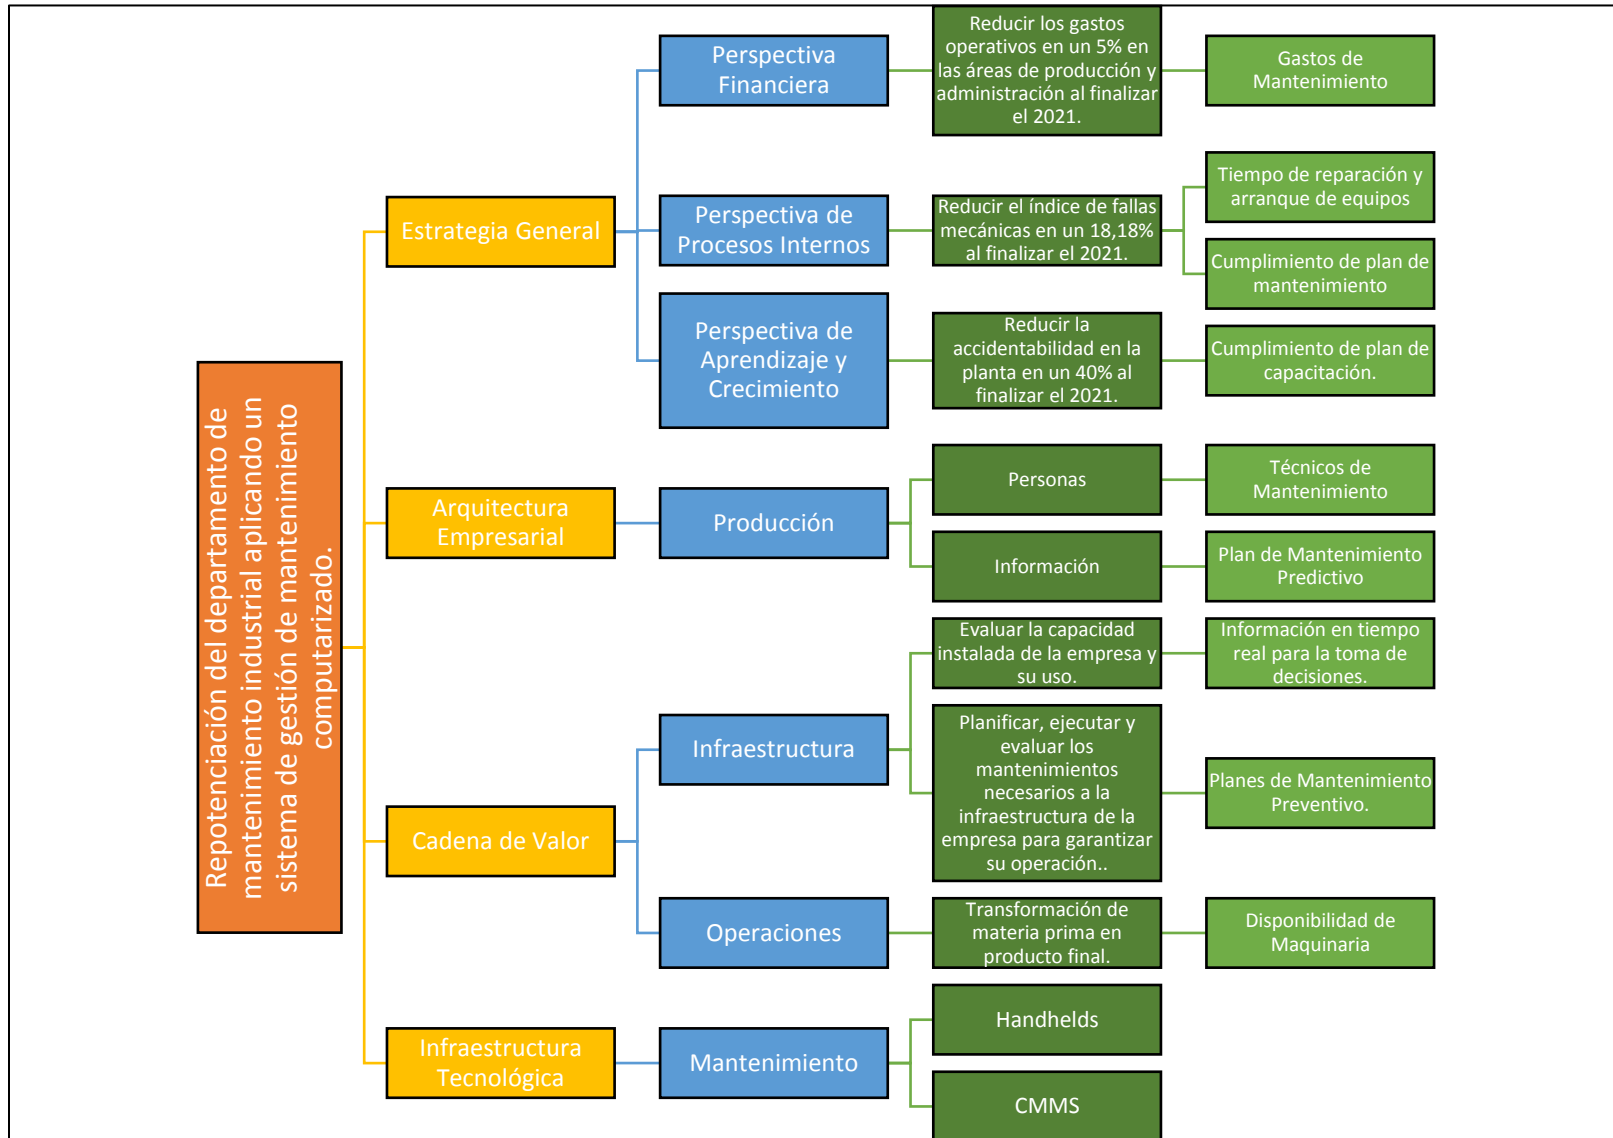 Repotenciación del departamento de
mantenimiento industrial aplicando un
sistema de gestión de mantenimiento
computarizado.
Estrategia General
Perspectiva
Financiera
Reducir los gastos
operativos en un 5% en
las áreas de producción y
administración al finalizar
el 2021.
Gastos de
Mantenimiento
Perspectiva de
Procesos Internos
Reducir el índice de fallas
mecánicas en un 18,18%
al finalizar el 2021.
Tiempo de reparación y
arranque de equipos
Cumplimiento de plan de
mantenimiento
Perspectiva de
Aprendizaje y
Crecimiento
Reducir la
accidentabilidad en la
planta en un 40% al
finalizar el 2021.
Cumplimiento de plan de
capacitación.
Arquitectura
Empresarial
Producción
Personas
Técnicos de
Mantenimiento
Información
Plan de Mantenimiento
Predictivo
Cadena de Valor
Infraestructura
Evaluar la capacidad
instalada de la empresa y
su uso.
Información en tiempo
real para la toma de
decisiones.
Planificar, ejecutar y
evaluar los
mantenimientos
necesarios a la
infraestructura de la
empresa para garantizar
su operación..
Planes de Mantenimiento
Preventivo.
Operaciones
Transformación de
materia prima en
producto final.
Disponibilidad de
Maquinaria
Infraestructura
Tecnológica
Mantenimiento
Handhelds
CMMS